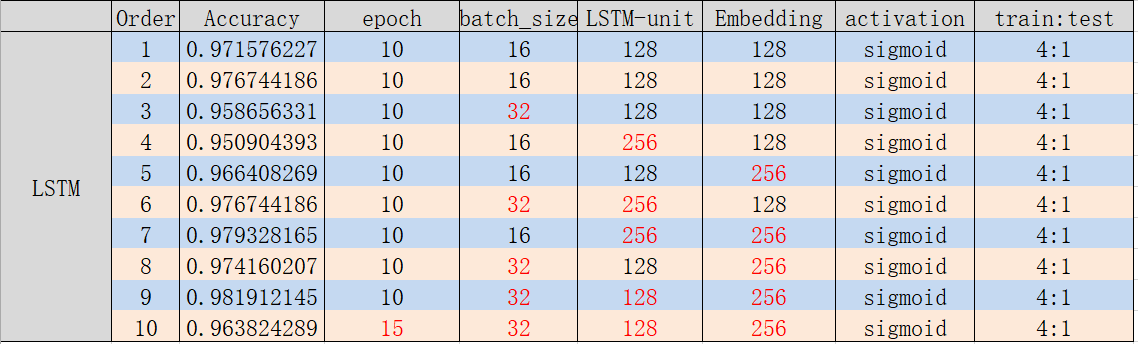 Order Accuracy epoch batch_size LSTM-unit Embedding activation train:test
1 0.971576227 10 16 128 128 sigmoid 4:1
2 0.976744186 10 16 128 128 sigmoid 4:1
3 0.958656331 10 32 128 128 sigmoid 4:1
4 0.950904393 10 16 256 128 sigmoid 4:1
5 0.966408269 10 16 128 256 sigmoid 4:1
LSTM
6 0.976744186 10 32 256 128 sigmoid 4:1
7 0.979328165 10 16 256 256 sigmoid 4:1
8 0.974160207 10 32 128 256 sigmoid 4:1
9 0.981912145 10 32 128 256 sigmoid 4:1
10 0.963824289 15 32 128 256 sigmoid 4:1